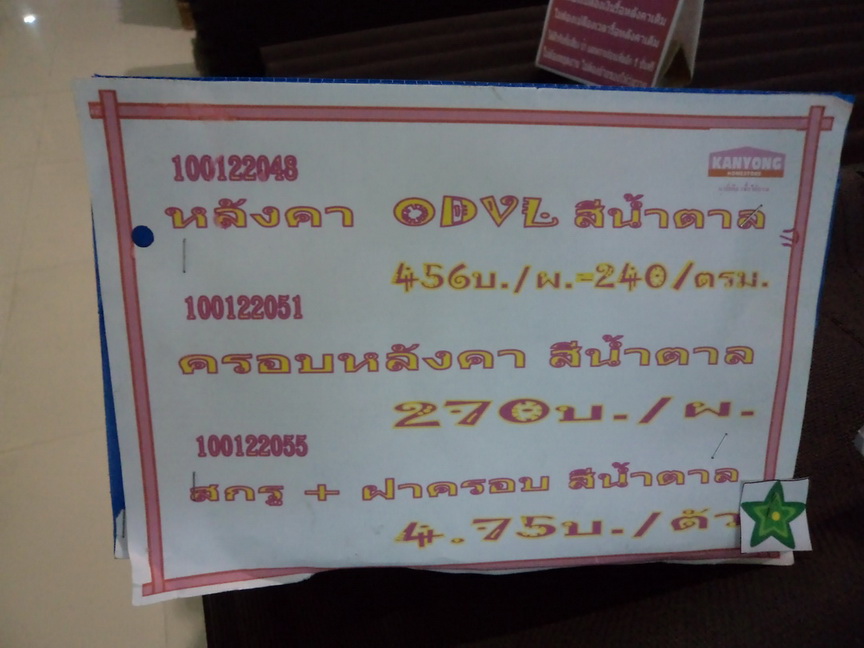 100122048
KANYONG
หลังคา ODVL สีน้ำตาล
456บ./ผ.=240/ตรม.
100122051
ครอบหลังคา สีน้ำตาล
270บ./ผ.
100122055
สกรู + ฝาครอบ สีน้ำตาล
4.75บ./ตัว